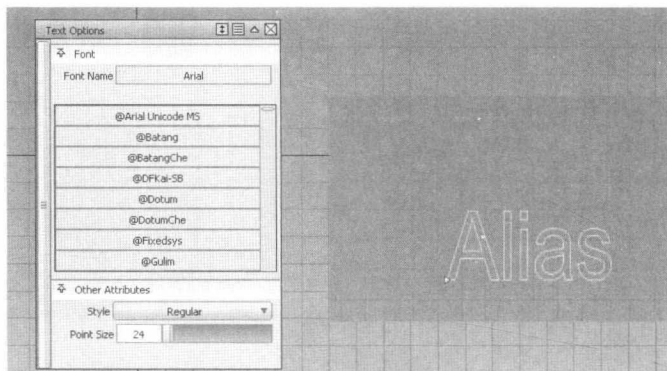 Text Options
Font
Font Name Arial
@Arial Unicode MS
@Batang
@BatangChe
@DFKai-SB
@Dotum
@DotumChe
@Fixedsys
@Gulim
Other Attributes
Style Regular
Point Size 24
Alias